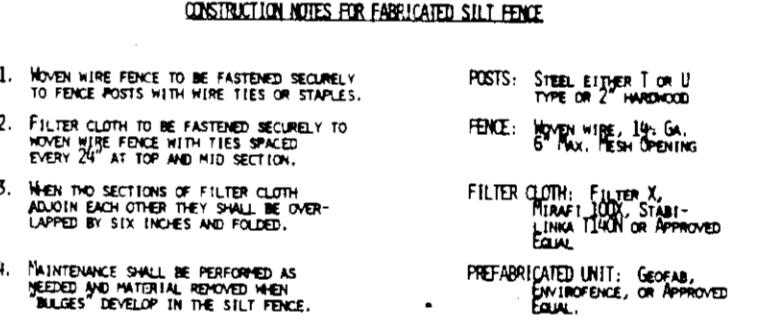 CONSTRUCTION NOTES FOR FABRICATED SILT FENCE
1. WOVEN WIRE FENCE TO BE FASTENED SECURELY
TO FENCE POSTS WITH WIRE TIES OR STAPLES.
2. FILTER CLOTH TO BE FASTENED SECURELY TO
WOVEN WIRE FENCE WITH TIES SPACED
EVERY 24" AT TOP AND MID SECTION.
3. WHEN TWO SECTIONS OF FILTER CLOTH
ADJOIN EACH OTHER THEY SHALL BE OVER-
LAPPED BY SIX INCHES AND FOLDED.
4. MAINTENANCE SHALL BE PERFORMED AS
NEEDED AND MATERIAL REMOVED WHEN
"BULGES" DEVELOP IN THE SILT FENCE.
POSTS: STEEL EITHER T OR U
TYPE OR 2" HARDWOOD
FENCE: WOVEN WIRE, 14½ GA.
6" MAX. MESH OPENING
FILTER CLOTH: FILTER X,
MIRAFI 100X, STABI-
LINKA T140N OR APPROVED
EQUAL
PREFABRICATED UNIT: GEOFAB,
ENVIROFENCE, OR APPROVED
EQUAL.